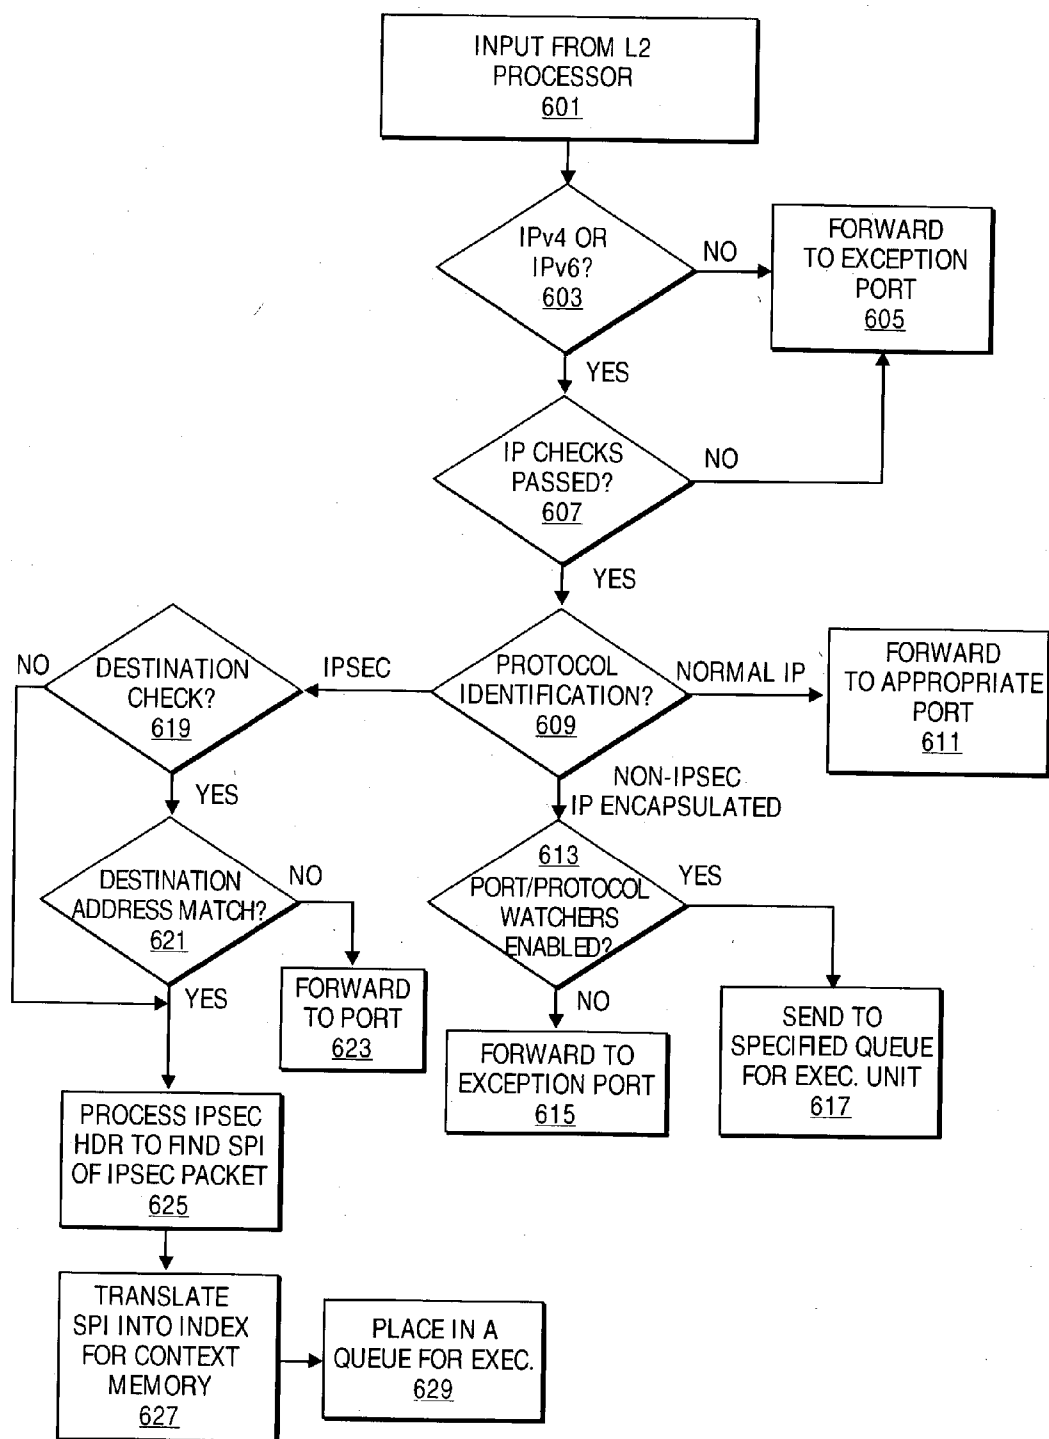 INPUT FROM L2
PROCESSOR
601
IPv4 OR
IPv6?
603
NO
FORWARD
TO EXCEPTION
PORT
605
YES
IP CHECKS
PASSED?
607
NO
YES
NO
DESTINATION
CHECK?
619
IPSEC
PROTOCOL
IDENTIFICATION?
609
NORMAL IP
FORWARD
TO APPROPRIATE
PORT
611
YES
NON-IPSEC
IP ENCAPSULATED
DESTINATION
ADDRESS MATCH?
621
NO
613
PORT/PROTOCOL
WATCHERS
ENABLED?
YES
YES
FORWARD
TO PORT
623
NO
FORWARD TO
EXCEPTION PORT
615
SEND TO
SPECIFIED QUEUE
FOR EXEC. UNIT
617
PROCESS IPSEC
HDR TO FIND SPI
OF IPSEC PACKET
625
TRANSLATE
SPI INTO INDEX
FOR CONTEXT
MEMORY
627
PLACE IN A
QUEUE FOR EXEC.
629